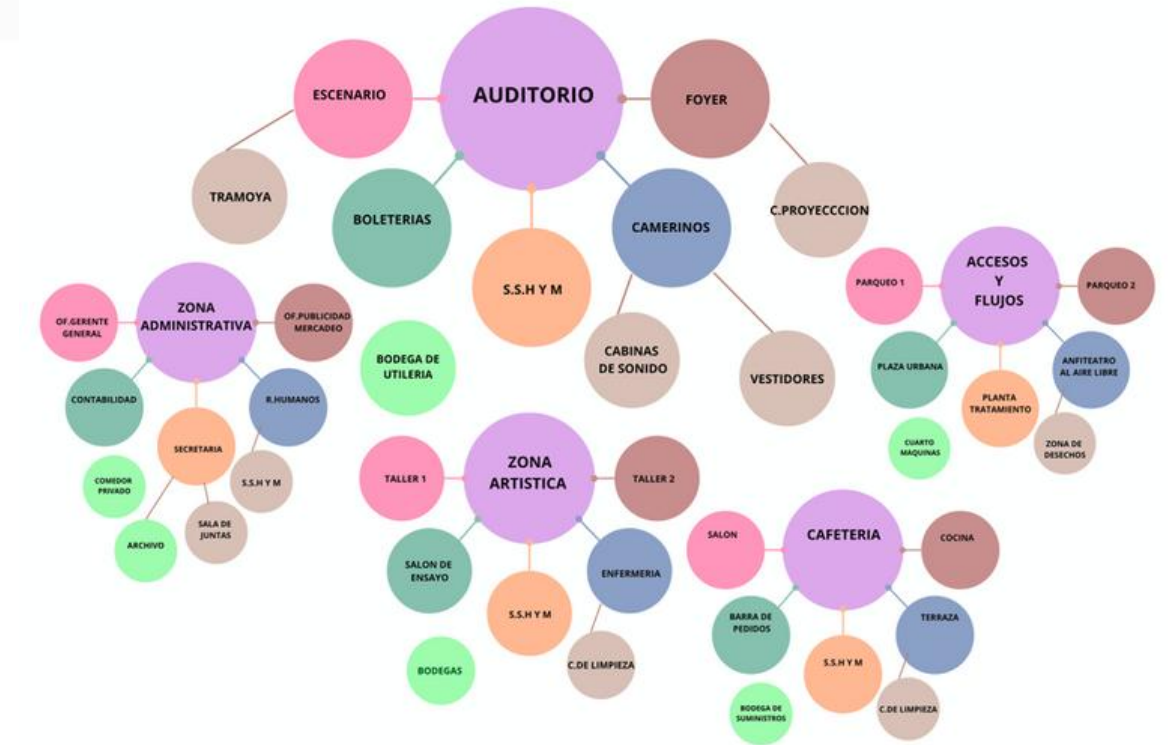 AUDITORIO
ESCENARIO
FOYER
TRAMOYA
BOLETERIAS
S.S.H Y M
CAMERINOS
C.PROYECCCION
CABINAS
DE SONIDO
VESTIDORES
BODEGA DE
UTILERIA
ZONA
ADMINISTRATIVA
OF.GERENTE
GENERAL
OF.PUBLICIDAD
MERCADEO
CONTABILIDAD
R.HUMANOS
SECRETARIA
COMEDOR
PRIVADO
S.S.H Y M
ARCHIVO
SALA DE
JUNTAS
ZONA
ARTISTICA
TALLER 1
TALLER 2
SALON DE
ENSAYO
ENFERMERIA
S.S.H Y M
BODEGAS
C.DE LIMPIEZA
ACCESOS
Y
FLUJOS
PARQUEO 1
PARQUEO 2
PLAZA URBANA
ANFITEATRO
AL AIRE LIBRE
PLANTA
TRATAMIENTO
CUARTO
MAQUINAS
ZONA DE
DESECHOS
CAFETERIA
SALON
COCINA
BARRA DE
PEDIDOS
TERRAZA
S.S.H Y M
BODEGA DE
SUMINISTROS
C.DE LIMPIEZA